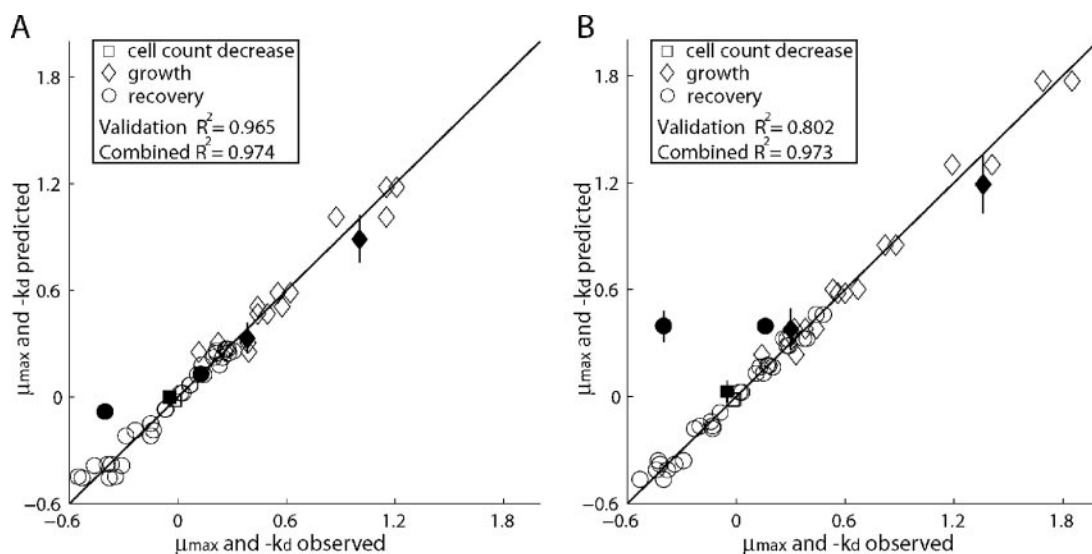 A
□ cell count decrease
◇ growth
○ recovery
Validation R²= 0.965
Combined R²= 0.974
1.8
1.2
0.6
0
−0.6
μmax and -kd predicted
−0.6 0 0.6 1.2 1.8
μmax and -kd observed
B
□ cell count decrease
◇ growth
○ recovery
Validation R²= 0.802
Combined R²= 0.973
1.8
1.2
0.6
0
−0.6
μmax and -kd predicted
−0.6 0 0.6 1.2 1.8
μmax and -kd observed